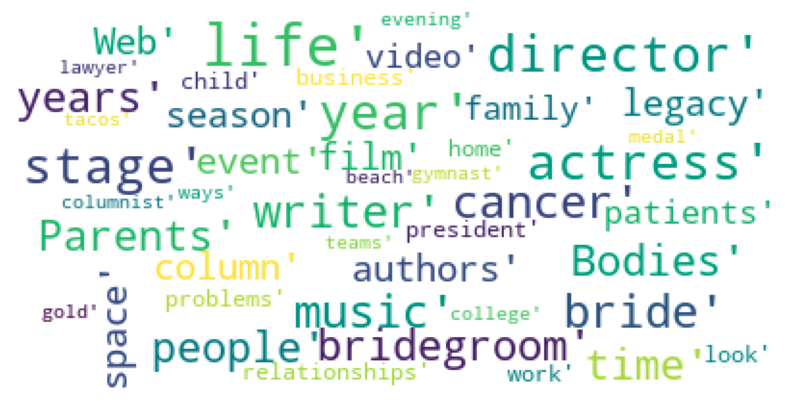 evening'
Web' life' video' director'
lawyer' child' business'
years' season' year' family' legacy'
tacos' medal'
stage' event' film' home' actress'
beach' gymnast'
columnist' ways' writer' cancer' patients'
Parents' teams' president'
column' authors' Bodies'
space'
gold' problems' music' college' bride'
people' bridegroom' time' look'
relationships' work'